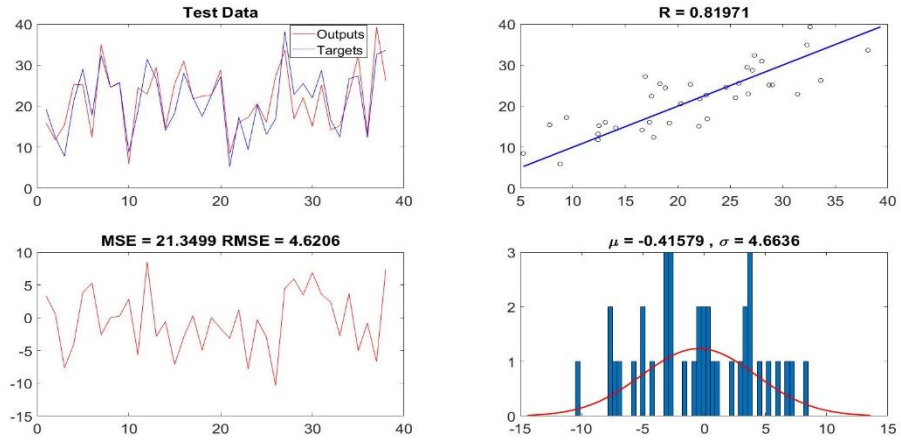 Test Data
40
30
20
10
0
0 10 20 30 40
Outputs
Targets
R = 0.81971
40
30
20
10
0
5 10 15 20 25 30 35 40
MSE = 21.3499 RMSE = 4.6206
10
5
0
-5
-10
-15
0 10 20 30 40
μ = -0.41579 , σ = 4.6636
3
2
1
0
-15 -10 -5 0 5 10 15